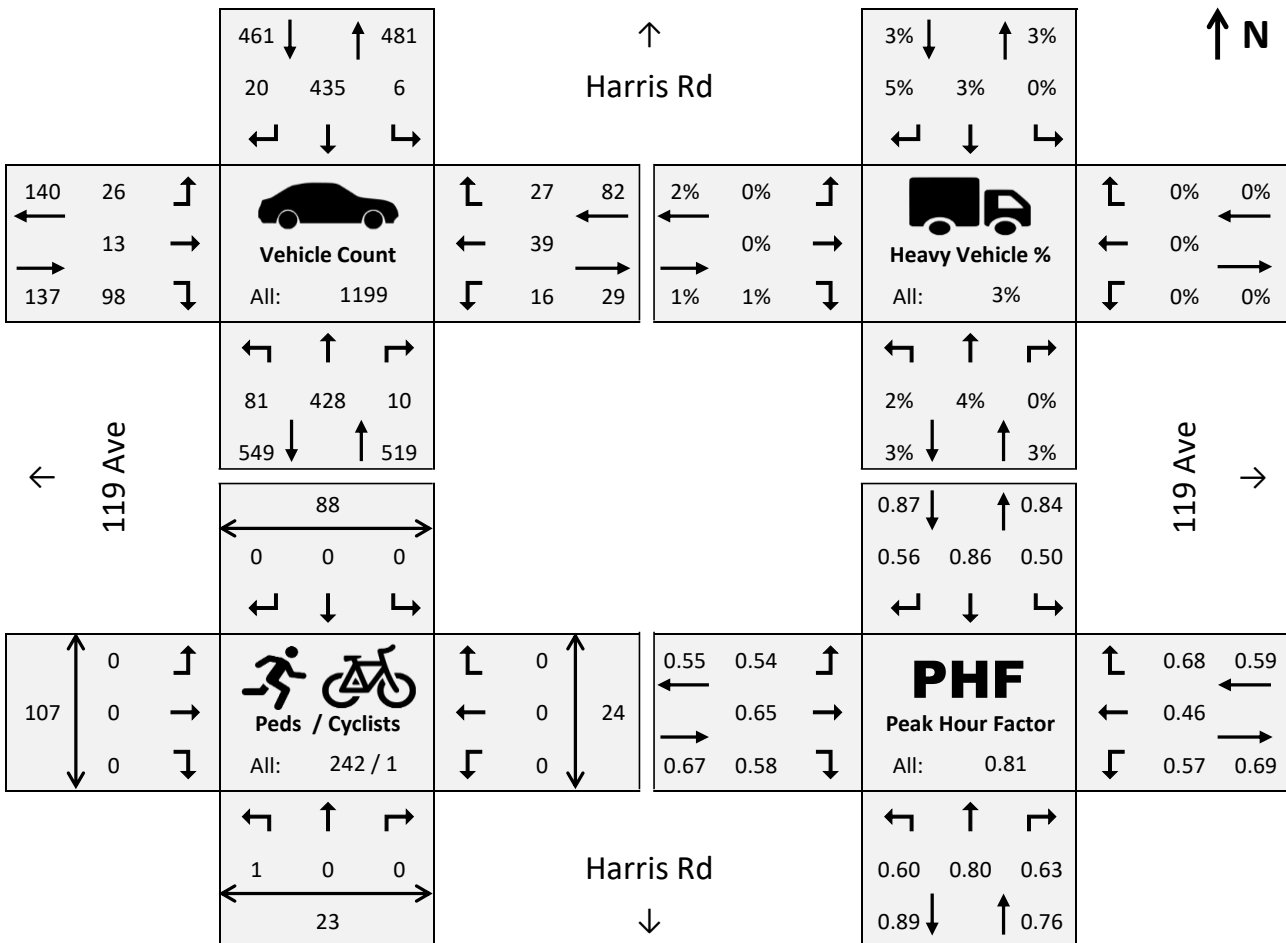 461 481
20 435 6
140 26
13
137 98
Vehicle Count
All: 1199
27 82
39
16 29
81 428 10
549 519
Harris Rd
3% 3%
5% 3% 0%
N
2% 0%
0%
1% 1%
Heavy Vehicle %
All: 3%
0% 0%
0%
0% 0%
2% 4% 0%
3% 3%
119 Ave
119 Ave
88
0 0 0
0
107 0
0
Peds / Cyclists
All: 242 / 1
0
0 24
0
1 0 0
23
Harris Rd
0.87 0.84
0.56 0.86 0.50
0.55 0.54
0.65
0.67 0.58
PHF
Peak Hour Factor
All: 0.81
0.68 0.59
0.46
0.57 0.69
0.60 0.80 0.63
0.89 0.76